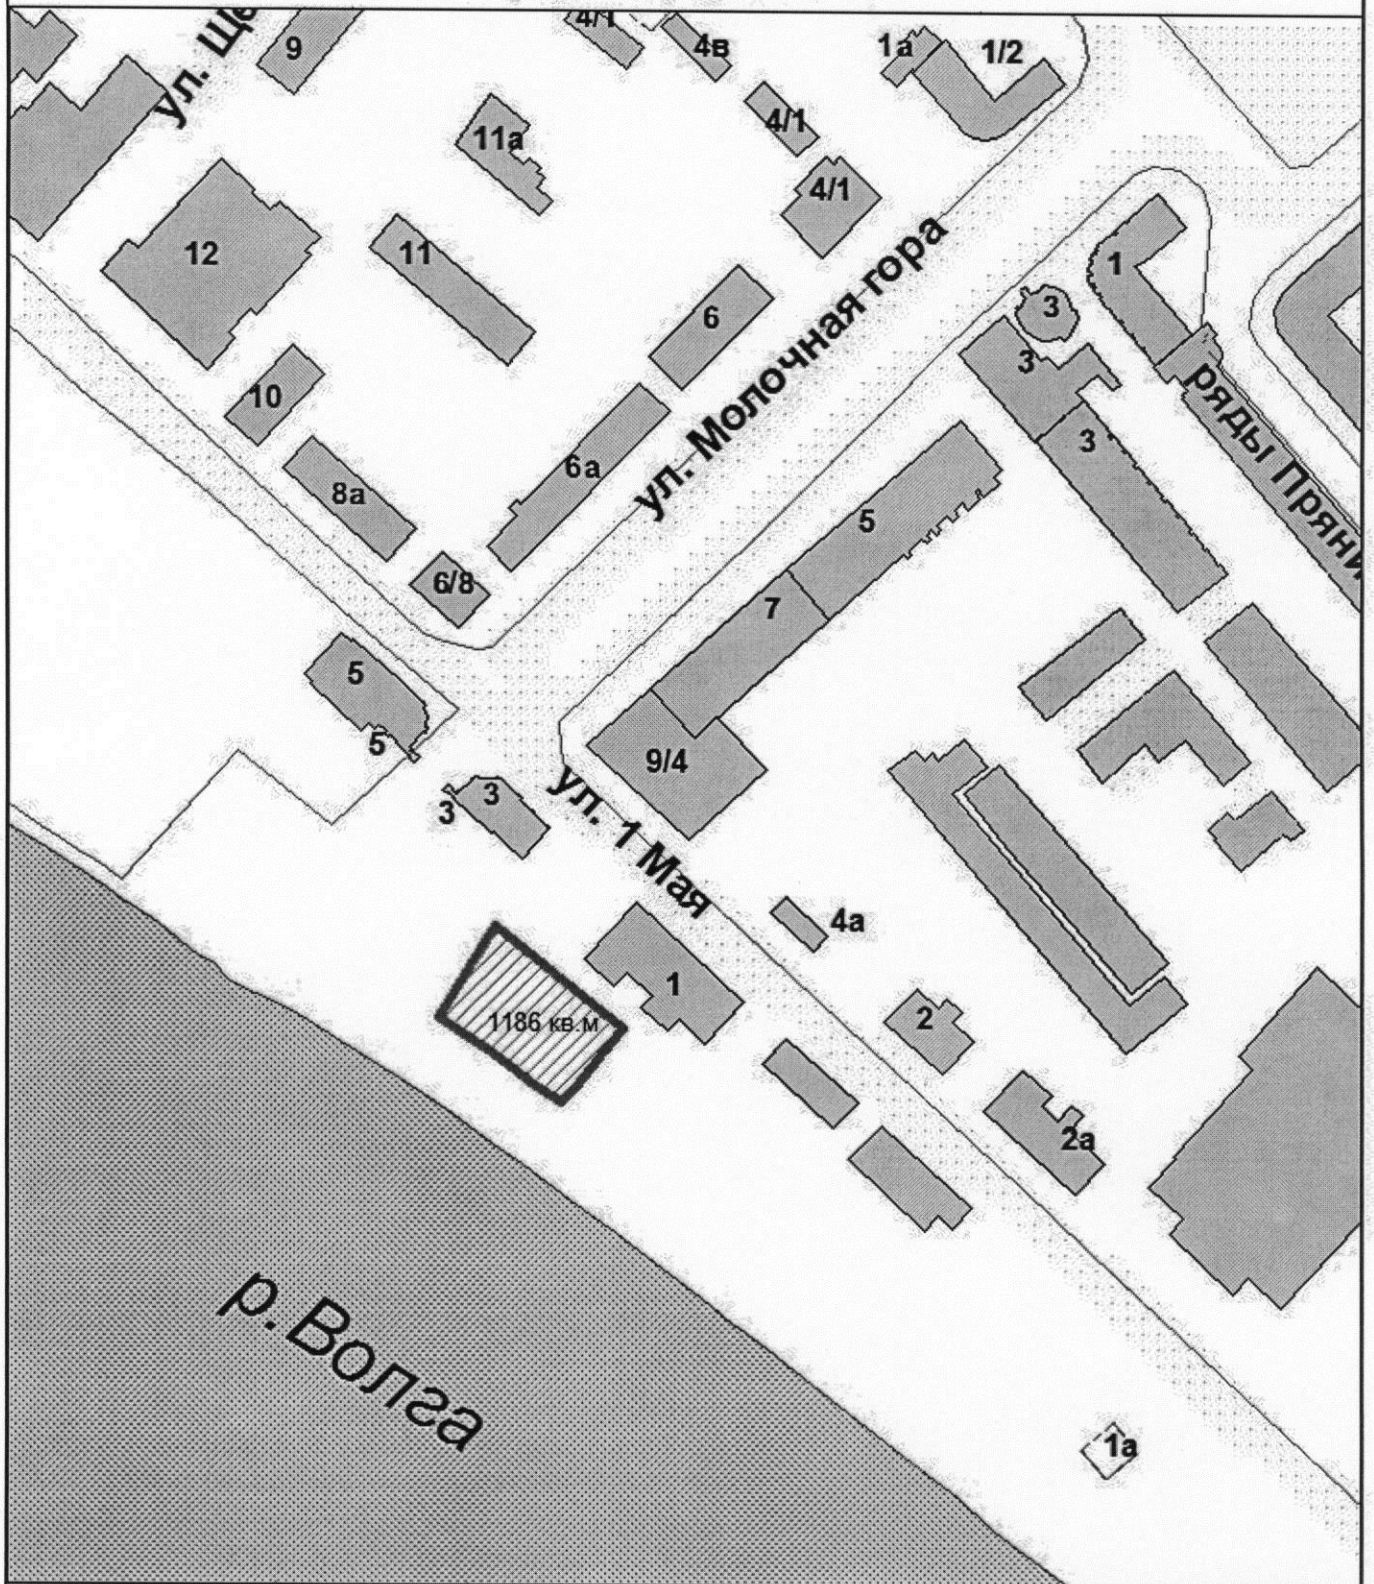 ул. Ще
9
4/1
4в
1а
1/2
11а
4/1
4/1
12
11
1
6
3
3
ряды Пряни
10
ул. Молочная гора
3
6а
8а
5
6/8
7
5
5
9/4
3
3
ул. 1 Мая
4а
1
1186 кв.м
2
2а
р.Волга
1а